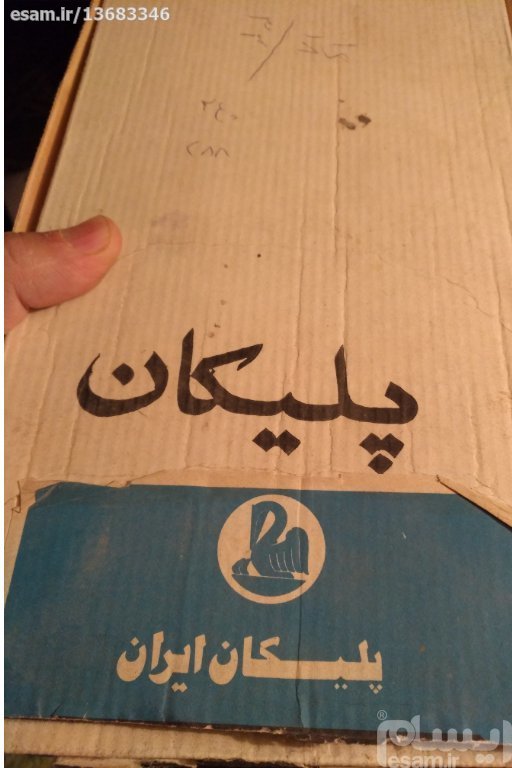 esam.ir/13683346
پلیکان
پلیکان ایران
ایسام®
esam.ir